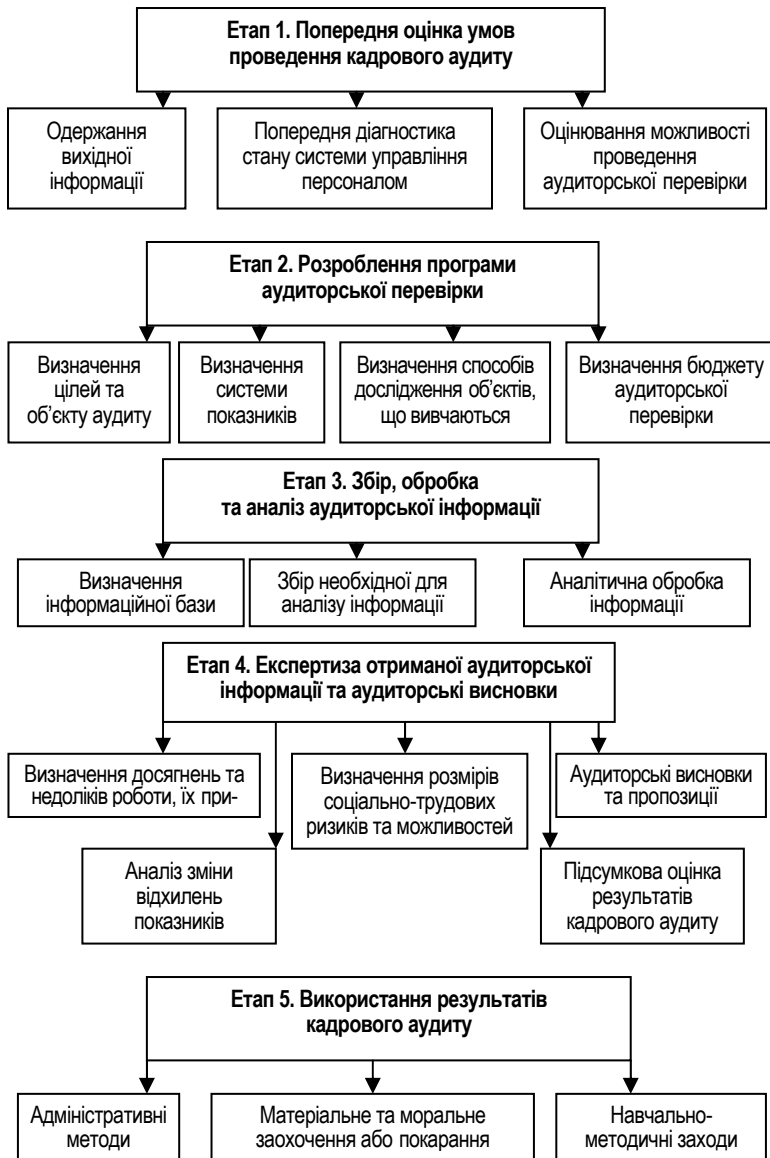 Етап 1. Попередня оцінка умов
проведення кадрового аудиту
Одержання
вихідної
інформації
Попередня діагностика
стану системи управління
персоналом
Оцінювання можливості
проведення
аудиторської перевірки
Етап 2. Розроблення програми
аудиторської перевірки
Визначення
цілей та
об’єкту аудиту
Визначення
системи
показників
Визначення способів
дослідження об’єктів,
що вивчаються
Визначення бюджету
аудиторської
перевірки
Етап 3. Збір, обробка
та аналіз аудиторської інформації
Визначення
інформаційної бази
Збір необхідної для
аналізу інформації
Аналітична обробка
інформації
Етап 4. Експертиза отриманої аудиторської
інформації та аудиторські висновки
Визначення досягнень та
недоліків роботи, їх при-
Визначення розмірів
соціально-трудових
ризиків та можливостей
Аудиторські висновки
та пропозиції
Аналіз зміни
відхилень
показників
Підсумкова оцінка
результатів
кадрового аудиту
Етап 5. Використання результатів
кадрового аудиту
Адміністративні
методи
Матеріальне та моральне
заохочення або покарання
Навчально-
методичні заходи